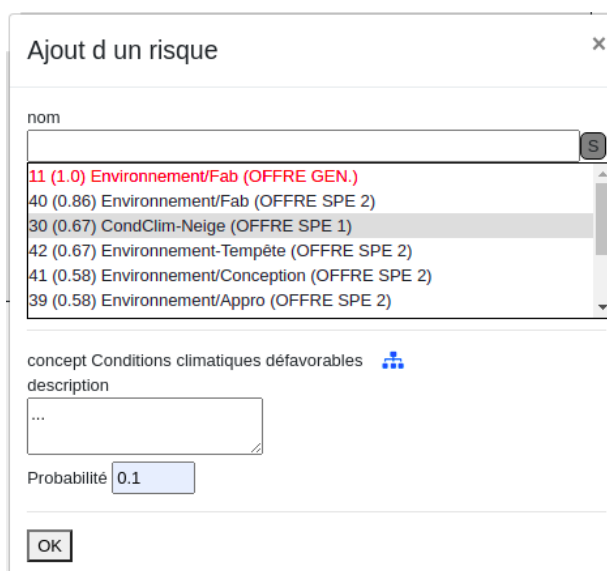 Ajout d un risque ×
nom
S
11 (1.0) Environnement/Fab (OFFRE GEN.)
40 (0.86) Environnement/Fab (OFFRE SPE 2)
30 (0.67) CondClim-Neige (OFFRE SPE 1)
42 (0.67) Environnement-Tempête (OFFRE SPE 2)
41 (0.58) Environnement/Conception (OFFRE SPE 2)
39 (0.58) Environnement/Appro (OFFRE SPE 2)
concept Conditions climatiques défavorables
description
...
Probabilité 0.1
OK